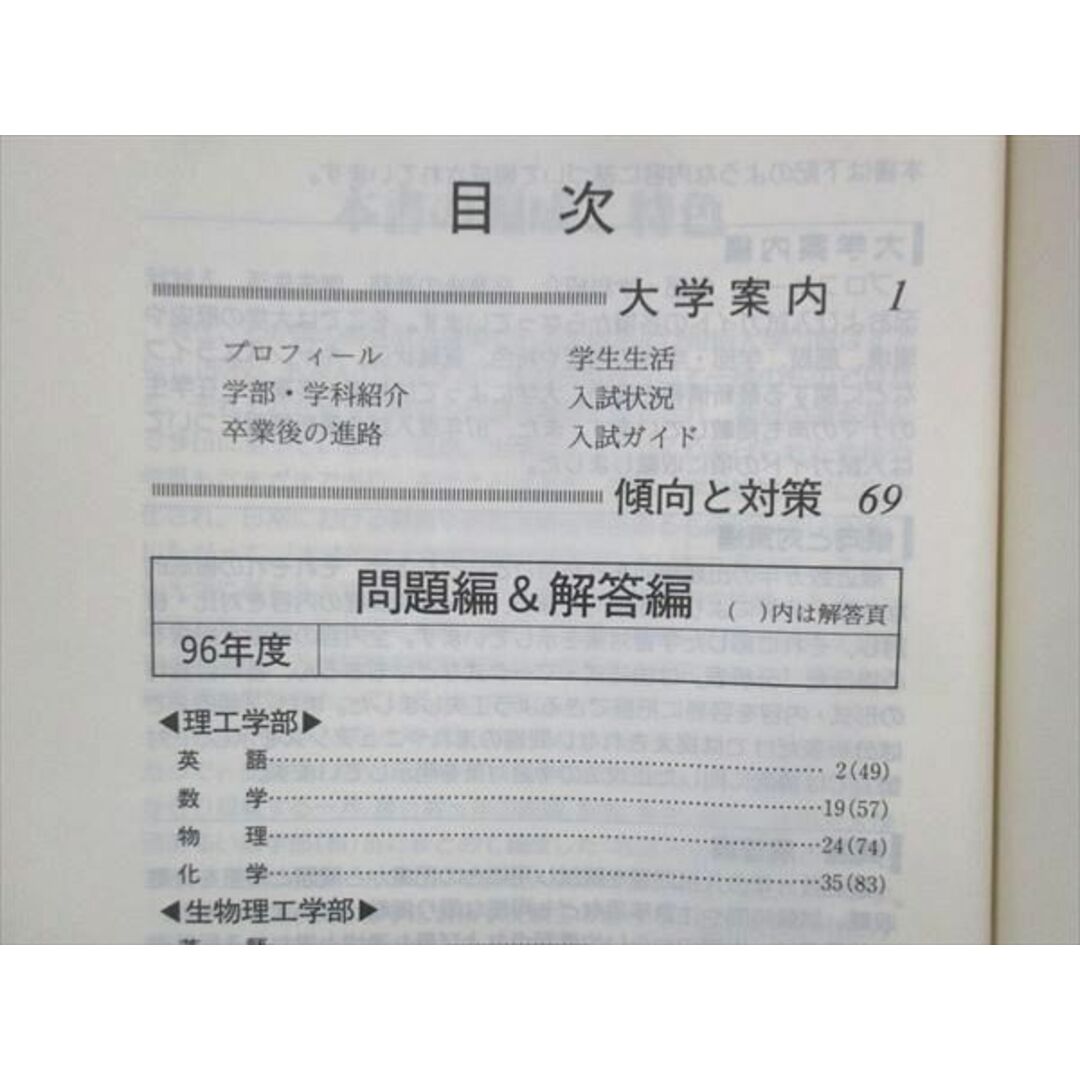 目 次
大学案内 1
プロフィール 学生生活
学部・学科紹介 入試状況
卒業後の進路 入試ガイド
傾向と対策 69
問題編&解答編 ( )内は解答頁
96年度
◀理工学部▶
英 語 2(49)
数 学 19(57)
物 理 24(74)
化 学 35(83)
◀生物理工学部▶